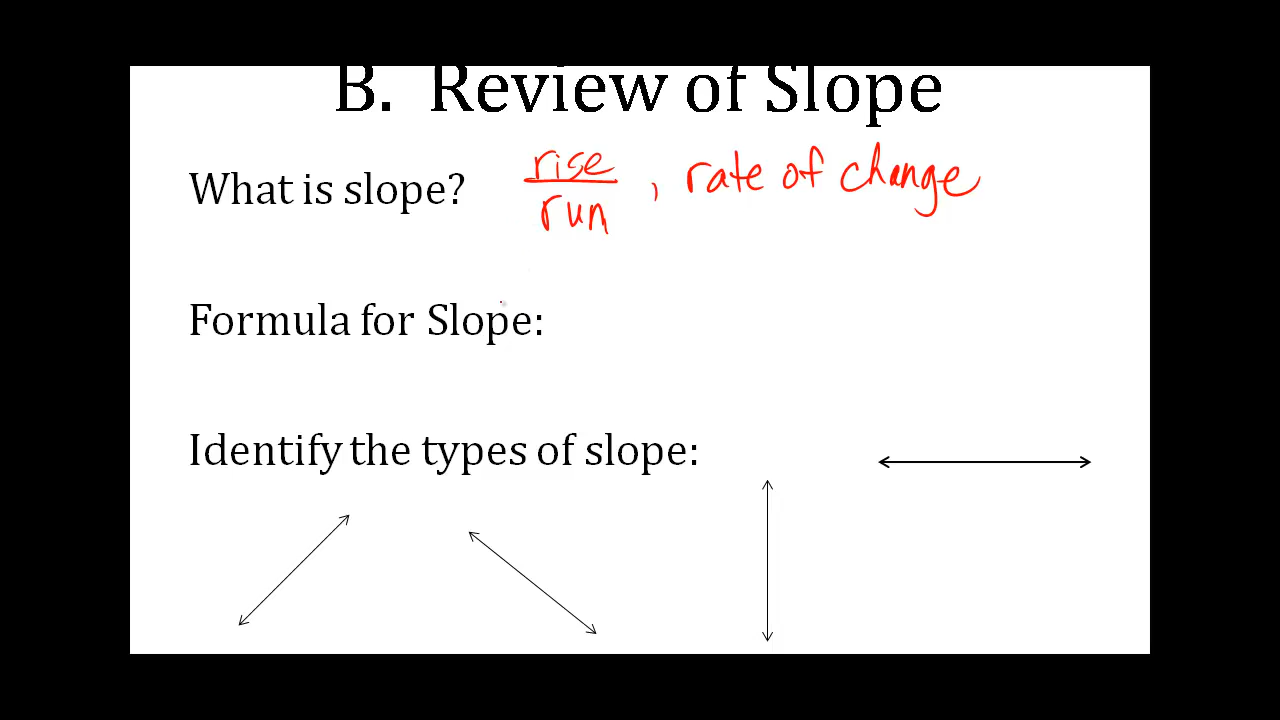 B. Review of Slope
What is slope? rise/run, rate of change
Formula for Slope:
Identify the types of slope: